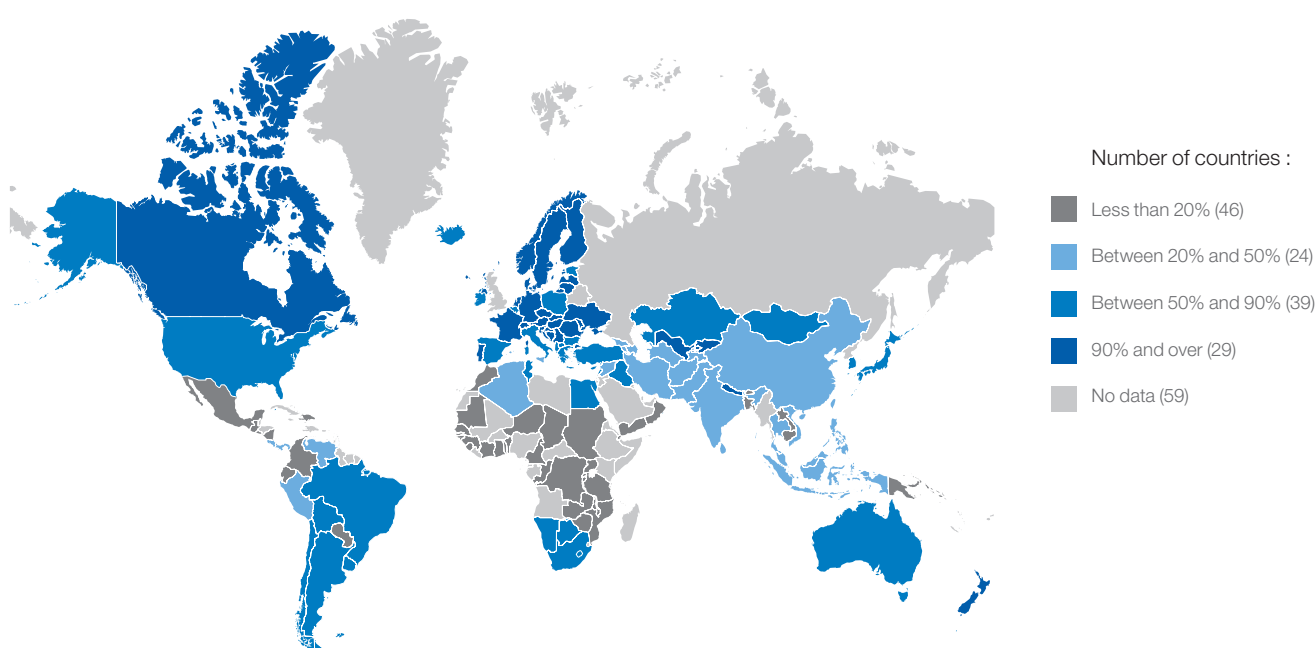 Number of countries :
Less than 20% (46)
Between 20% and 50% (24)
Between 50% and 90% (39)
90% and over (29)
No data (59)